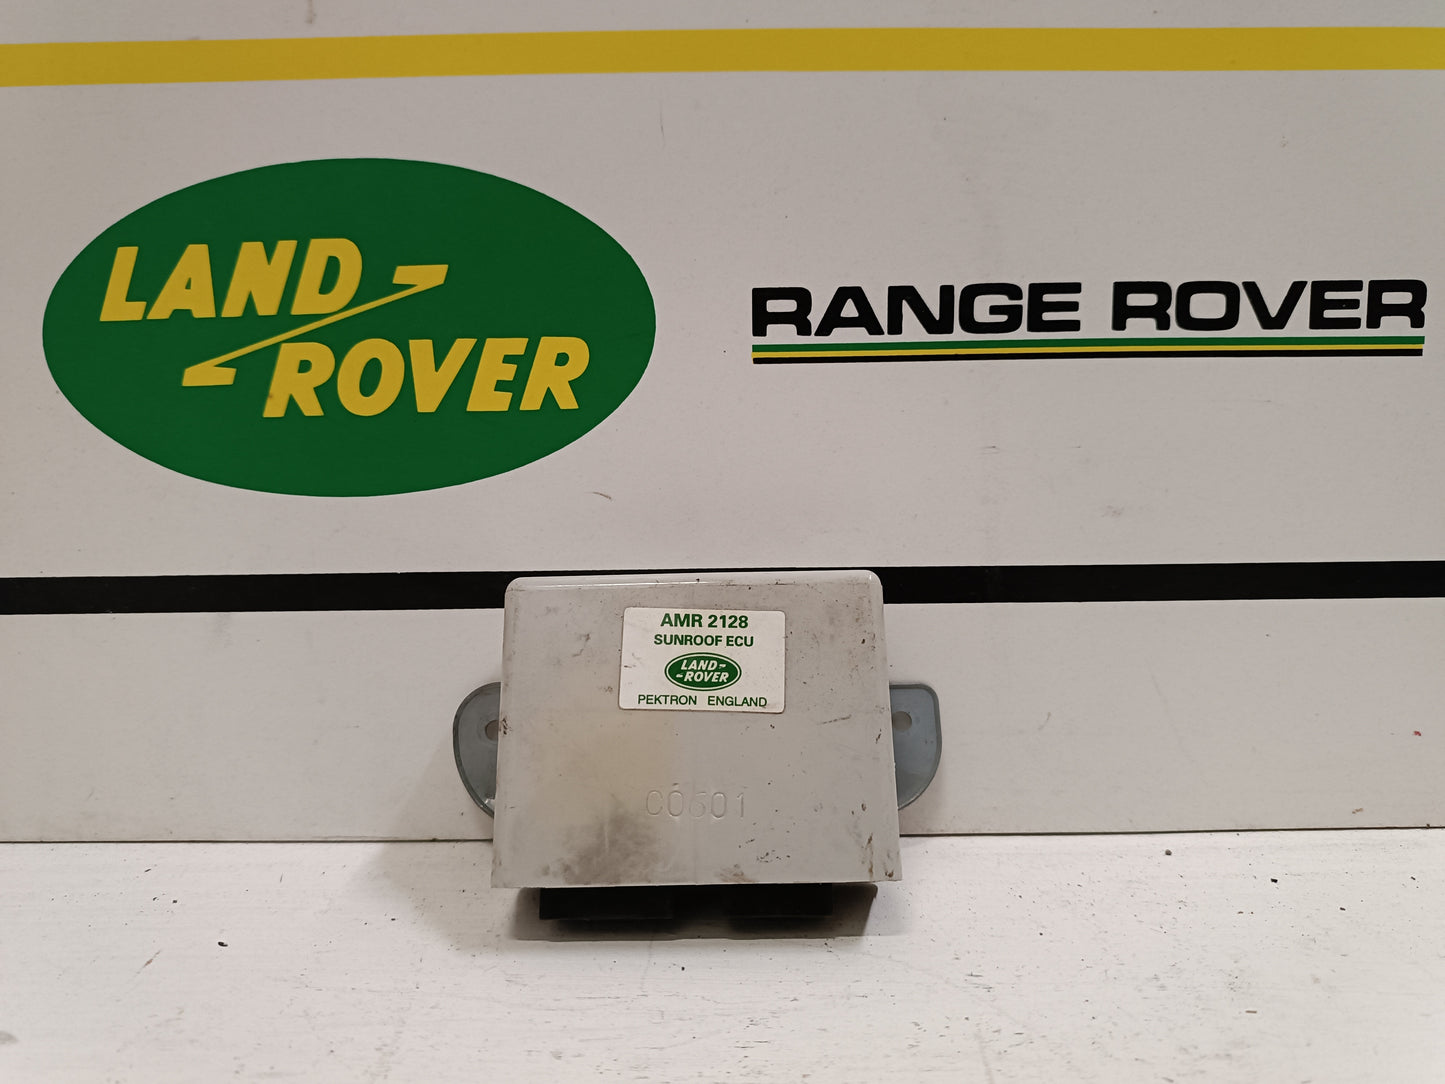 LAND
ROVER
RANGE ROVER
AMR 2128
SUNROOF ECU
LAND
ROVER
PEKTRON ENGLAND
C0601